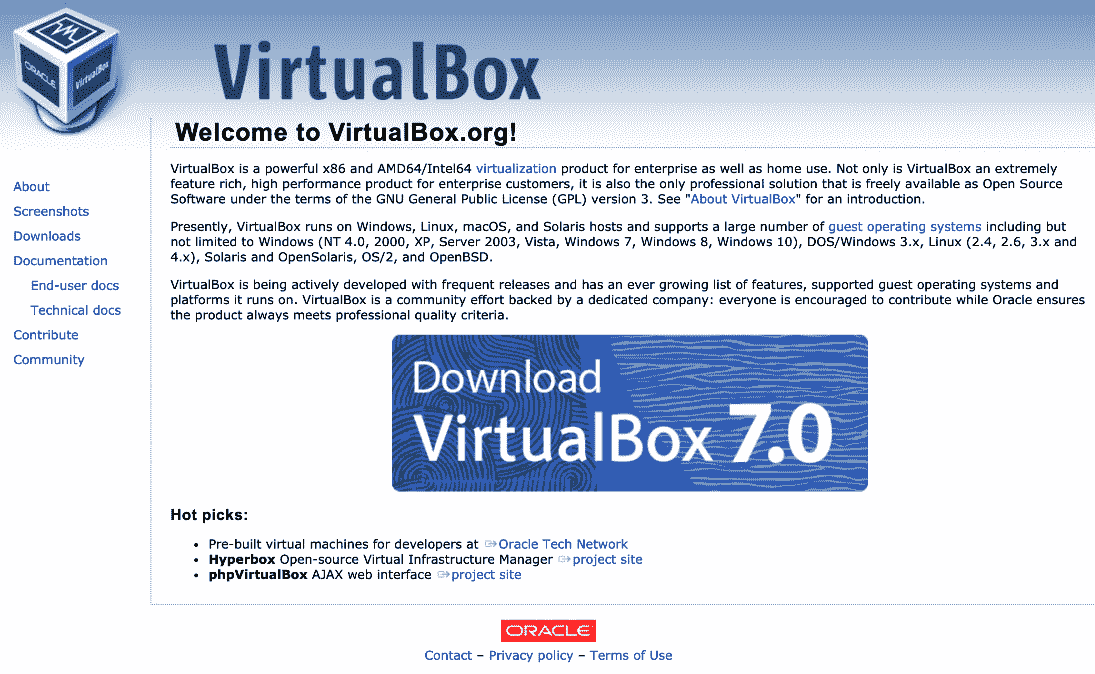 ORACLE
VirtualBox
VirtualBox
Welcome to VirtualBox.org!
About
Screenshots
Downloads
Documentation
End-user docs
Technical docs
Contribute
Community
VirtualBox is a powerful x86 and AMD64/Intel64 virtualization product for enterprise as well as home use. Not only is VirtualBox an extremely
feature rich, high performance product for enterprise customers, it is also the only professional solution that is freely available as Open Source
Software under the terms of the GNU General Public License (GPL) version 3. See "About VirtualBox" for an introduction.
Presently, VirtualBox runs on Windows, Linux, macOS, and Solaris hosts and supports a large number of guest operating systems including but
not limited to Windows (NT 4.0, 2000, XP, Server 2003, Vista, Windows 7, Windows 8, Windows 10), DOS/Windows 3.x, Linux (2.4, 2.6, 3.x and
4.x), Solaris and OpenSolaris, OS/2, and OpenBSD.
VirtualBox is being actively developed with frequent releases and has an ever growing list of features, supported guest operating systems and
platforms it runs on. VirtualBox is a community effort backed by a dedicated company: everyone is encouraged to contribute while Oracle ensures
the product always meets professional quality criteria.
Download
VirtualBox 7.0
Hot picks:
• Pre-built virtual machines for developers at Oracle Tech Network
• Hyperbox Open-source Virtual Infrastructure Manager project site
• phpVirtualBox AJAX web interface project site
ORACLE
Contact – Privacy policy – Terms of Use